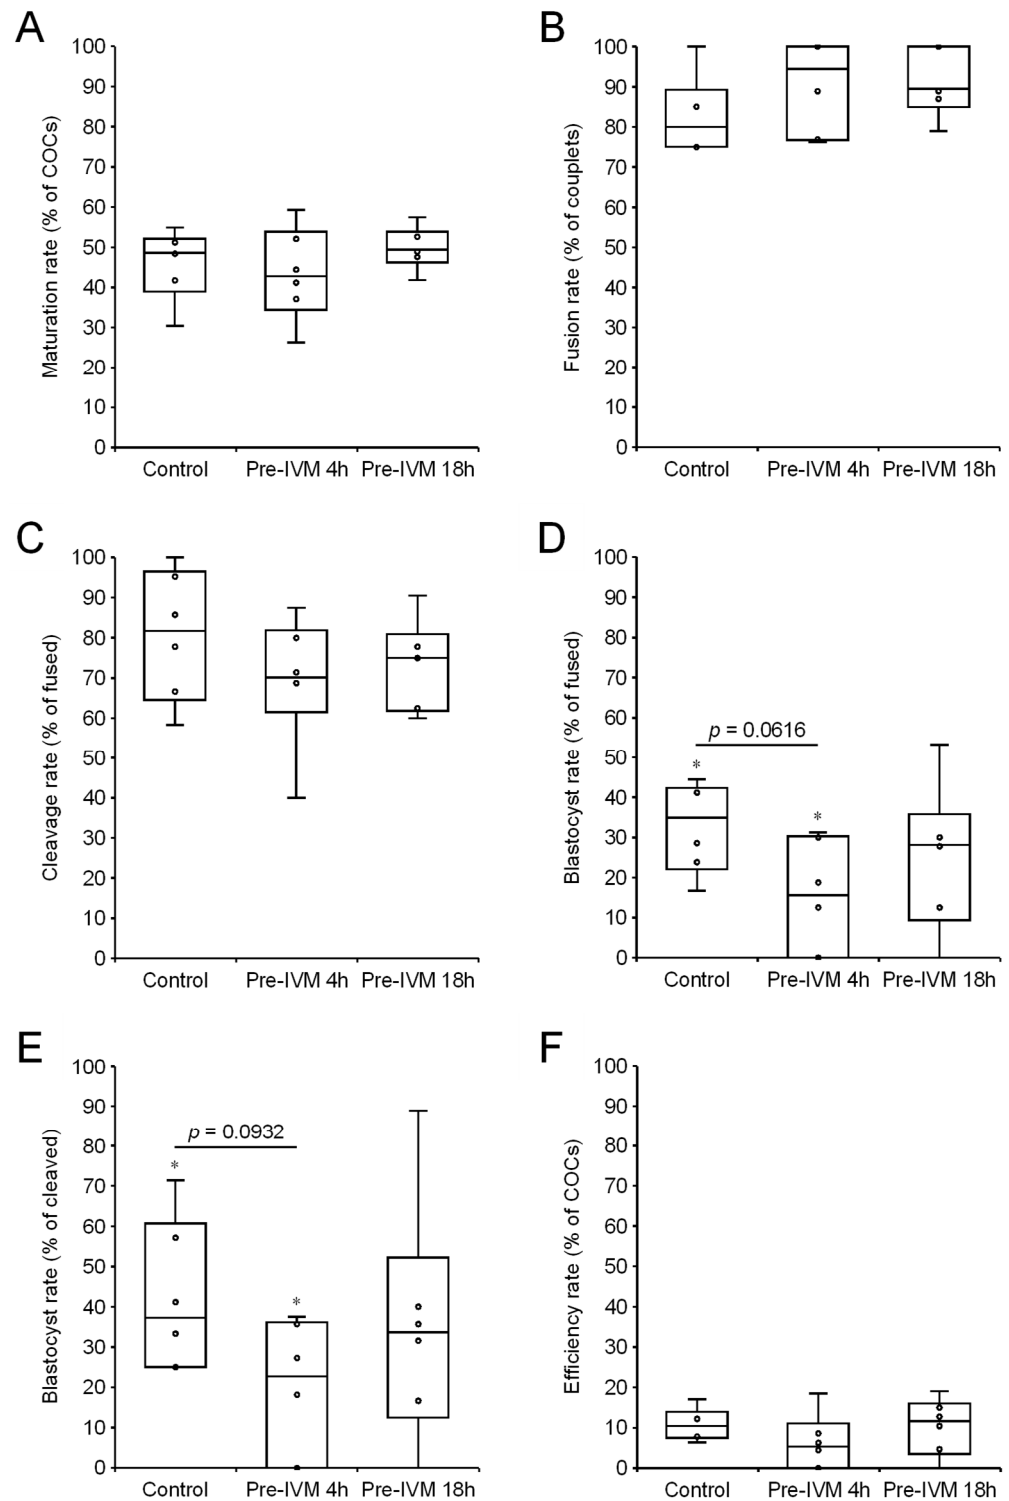 A
Maturation rate (% of COCs)
100
90
80
70
60
50
40
30
20
10
0
Control
Pre-IVM 4h
Pre-IVM 18h
B
Fusion rate (% of couplets)
100
90
80
70
60
50
40
30
20
10
0
Control
Pre-IVM 4h
Pre-IVM 18h
C
Cleavage rate (% of fused)
100
90
80
70
60
50
40
30
20
10
0
Control
Pre-IVM 4h
Pre-IVM 18h
D
Blastocyst rate (% of fused)
100
90
80
70
60
50
40
30
20
10
0
p = 0.0616
*
*
Control
Pre-IVM 4h
Pre-IVM 18h
E
Blastocyst rate (% of cleaved)
100
90
80
70
60
50
40
30
20
10
0
p = 0.0932
*
*
Control
Pre-IVM 4h
Pre-IVM 18h
F
Efficiency rate (% of COCs)
100
90
80
70
60
50
40
30
20
10
0
Control
Pre-IVM 4h
Pre-IVM 18h